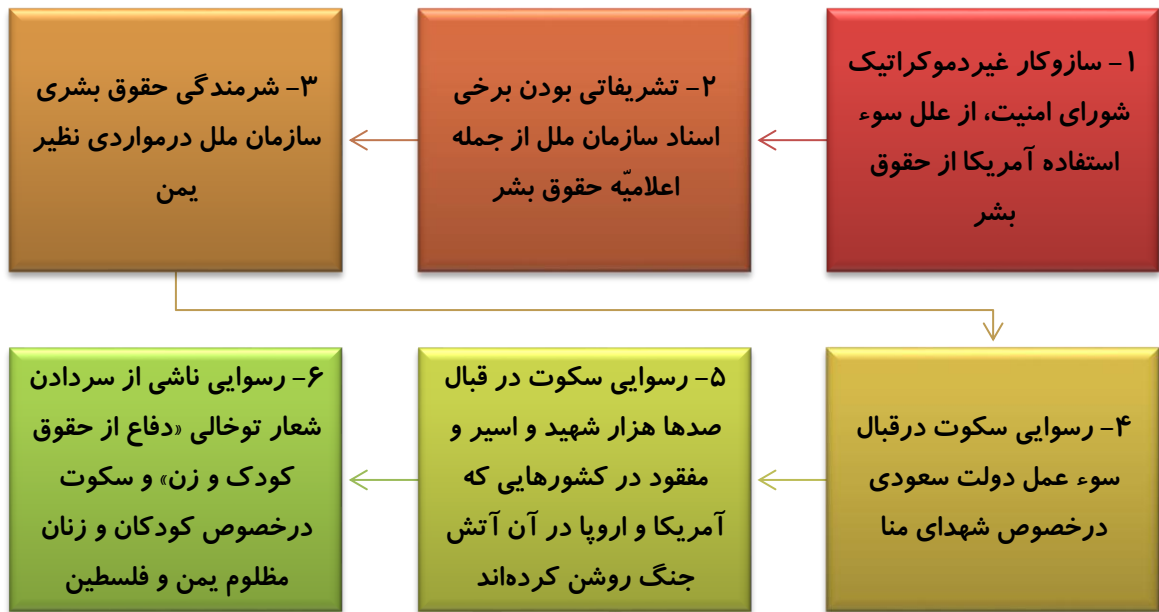 ۱- سازوکار غیردموکراتیک
شورای امنیت، از علل سوء
استفاده آمریکا از حقوق
بشر
۲- تشریفاتی بودن برخی
اسناد سازمان ملل از جمله
اعلامیّه حقوق بشر
۳- شرمندگی حقوق بشری
سازمان ملل درمواردی نظیر
یمن
۴- رسوایی سکوت درقبال
سوء عمل دولت سعودی
درخصوص شهدای منا
۵- رسوایی سکوت در قبال
صدها هزار شهید و اسیر و
مفقود در کشورهایی که
آمریکا و اروپا در آن آتش
جنگ روشن کرده‌اند
۶- رسوایی ناشی از سردادن
شعار توخالی «دفاع از حقوق
کودک و زن» و سکوت
درخصوص کودکان و زنان
مظلوم یمن و فلسطین